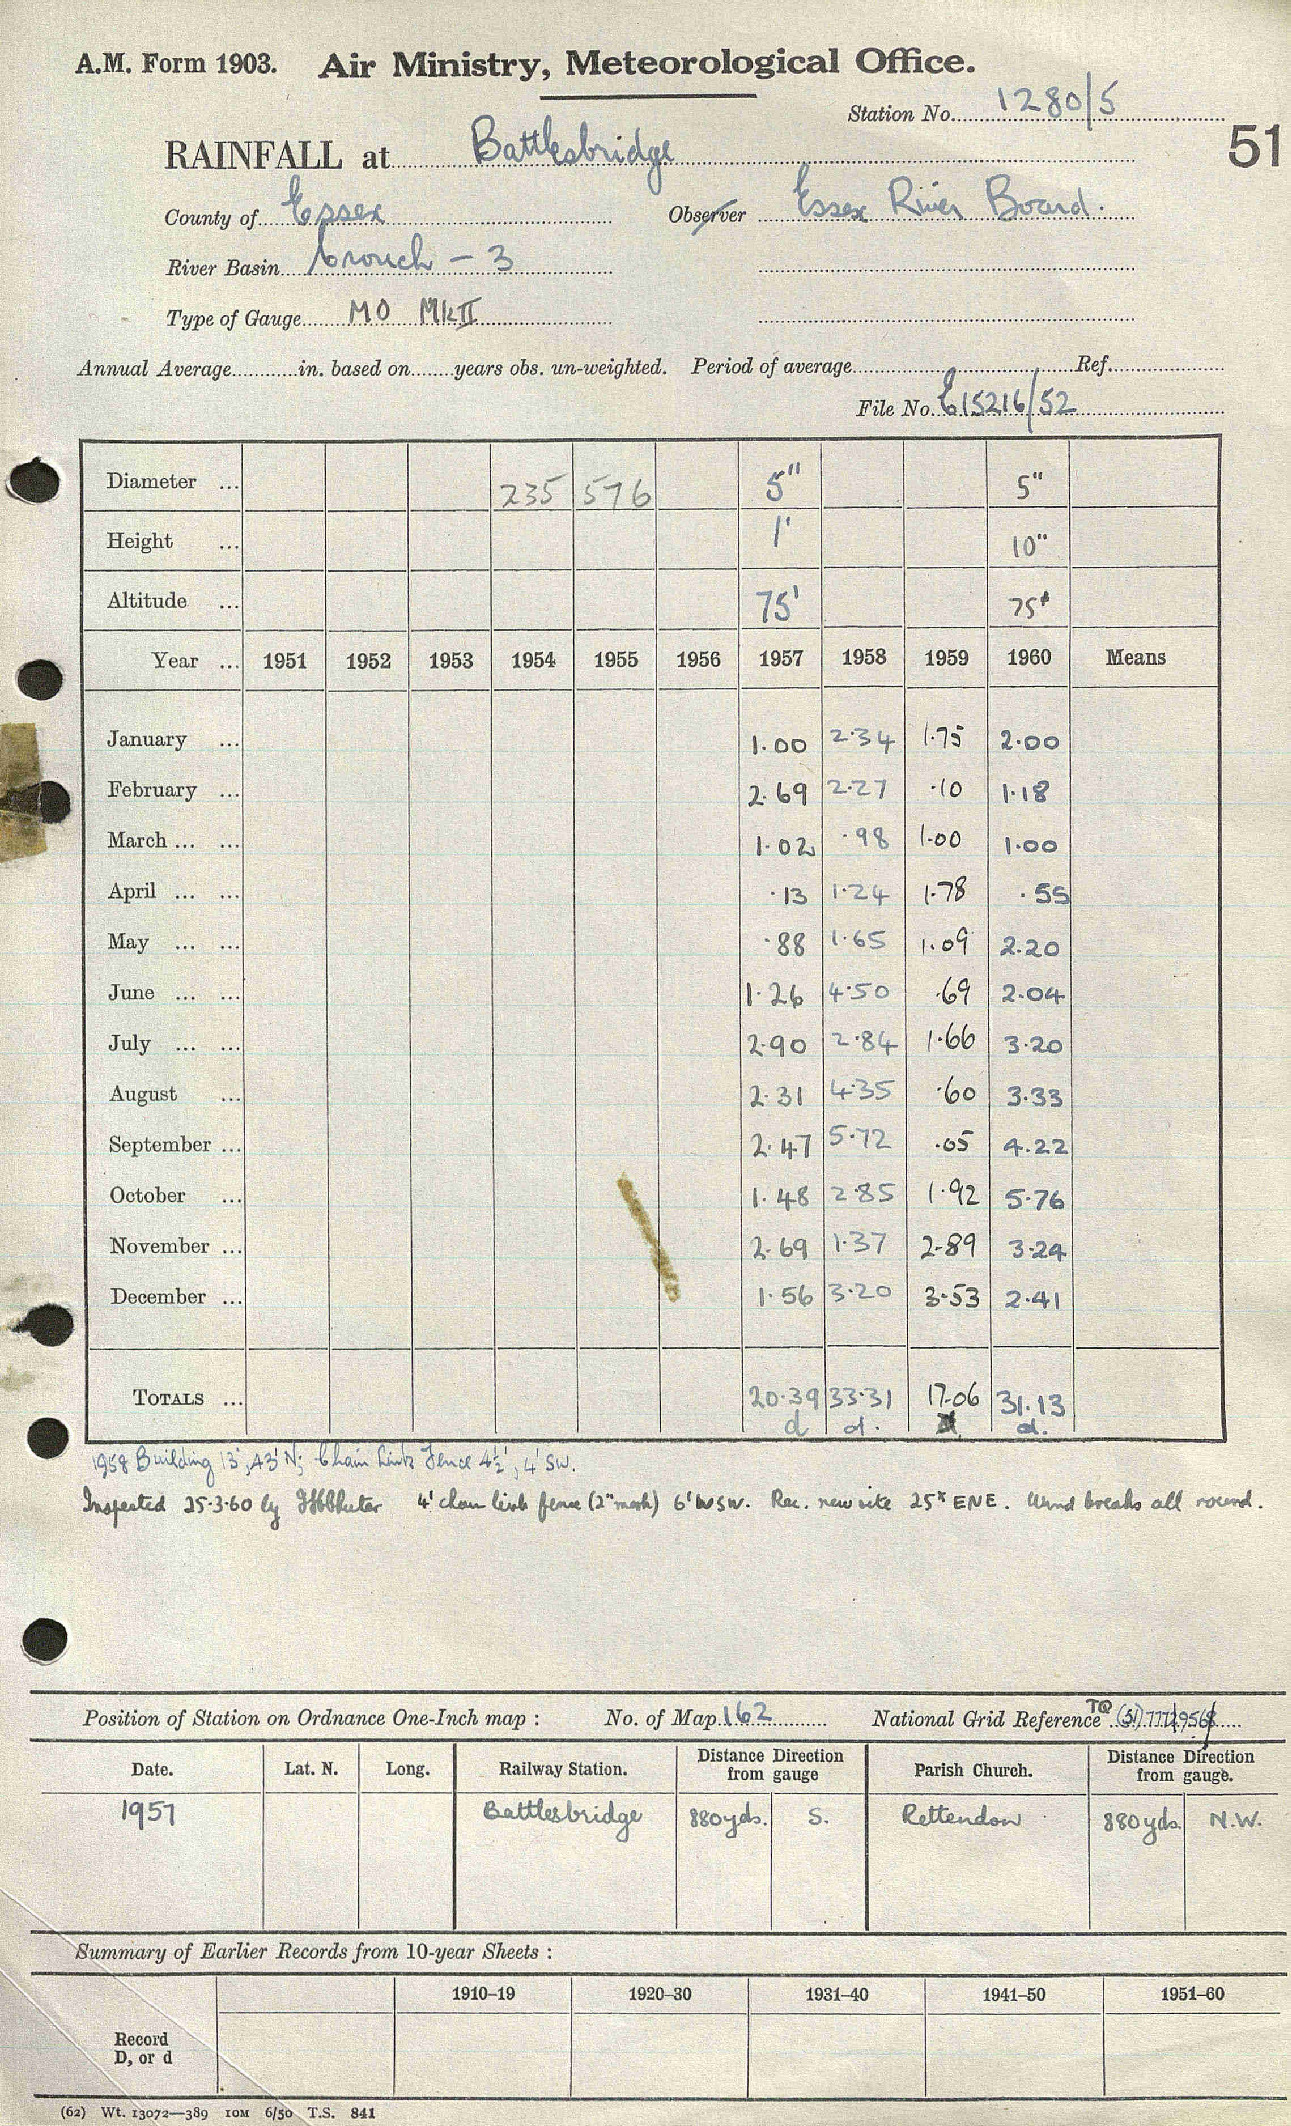 A.M. Form 1903. Air Ministry, Meteorological Office.
Station No. 1280/5
51
RAINFALL at Battlesbridge
County of Essex Observer Essex River Board.
River Basin Crouch - 3
Type of Gauge MO MkII
Annual Average in. based on years obs. un-weighted. Period of average Ref.
File No. E15216/52
Diameter ... 235 576 5" 5"
Height ... 1' 10"
Altitude ... 75' 75'
Year ... 1951 1952 1953 1954 1955 1956 1957 1958 1959 1960 Means
January ... 1.00 2.34 1.75 2.00
February ... 2.69 2.27 .10 1.18
March ... ... 1.02 .98 1.00 1.00
April ... ... .13 1.24 1.78 .55
May ... ... .88 1.65 1.09 2.20
June ... ... 1.26 4.50 .69 2.04
July ... ... 2.90 2.84 1.66 3.20
August ... 2.31 4.35 .60 3.33
September ... 2.47 5.72 .05 4.22
October ... 1.48 2.85 1.92 5.76
November ... 2.69 1.37 2.89 3.24
December ... 1.56 3.20 3.53 2.41
TOTALS ... 20.39 33.31 17.06 31.13
d d. d.
1958 Building 13', 43' N; Chain Link Fence 4½', 4' SW.
Inspected 25.3.60 by 4' chain link fence (2" mesh) 6' WSW. Rec. new site 25x ENE. Wind breaks all round.
Position of Station on Ordnance One-Inch map : No. of Map 162 National Grid Reference TQ (51)
Date. Lat. N. Long. Railway Station. Distance Direction from gauge Parish Church. Distance Direction from gauge.
1957 Battlesbridge 880yds. S. Rettendon 880yds. N.W.
Summary of Earlier Records from 10-year Sheets :
1910–19 1920–30 1931–40 1941–50 1951–60
Record
D, or d
(62) Wt. 13072—389 10M 6/50 T.S. 841